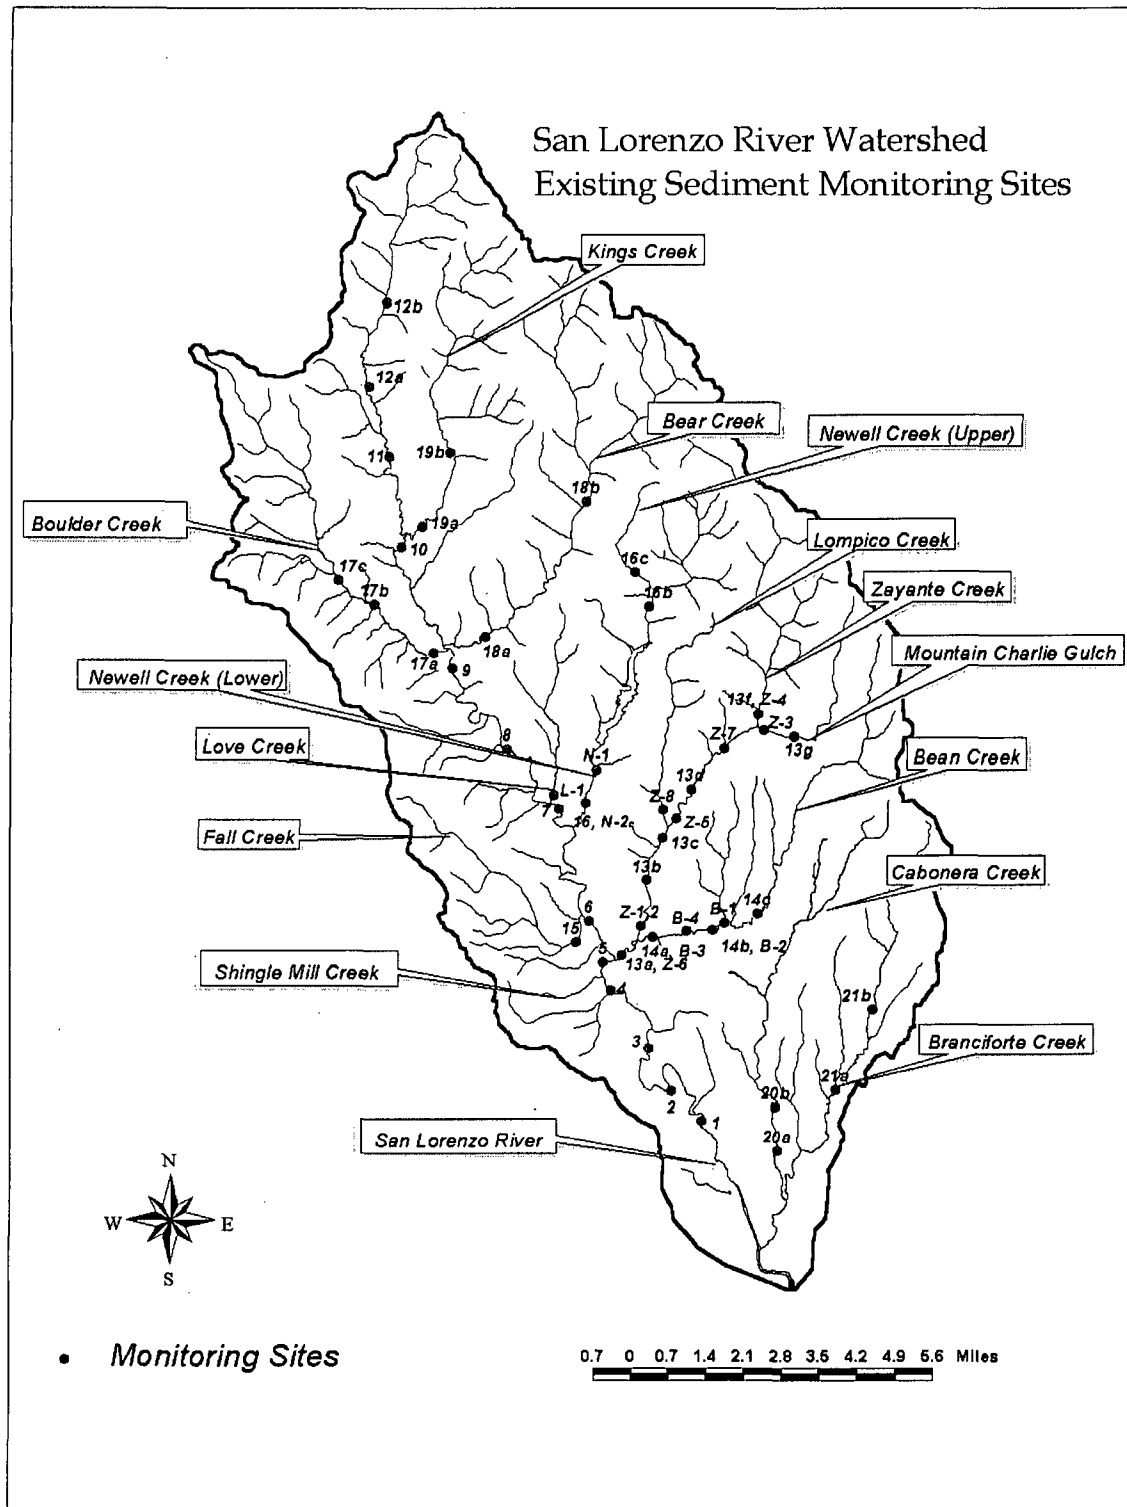 San Lorenzo River Watershed
Existing Sediment Monitoring Sites
Kings Creek
12b
12a
Bear Creek
Newell Creek (Upper)
11
19b
18b
Boulder Creek
19a
Lompico Creek
10
16c
17c
Zayante Creek
17b
16b
18a
Mountain Charlie Gulch
17a
9
Newell Creek (Lower)
13f
Z-4
Z-3
Love Creek
8
Z-7
13g
Bean Creek
N-1
13d
L-1
Z-8
7
16, N-2
Z-5
Fall Creek
13c
Cabonera Creek
13b
6
Z-1,2
B-4
B-1
14c
15
14a, B-3
14b, B-2
5
13a, Z-6
Shingle Mill Creek
4
21b
3
Branciforte Creek
21a
2
20b
1
San Lorenzo River
20a
N
W
E
S
Monitoring Sites
0.7 0 0.7 1.4 2.1 2.8 3.5 4.2 4.9 5.6 Miles